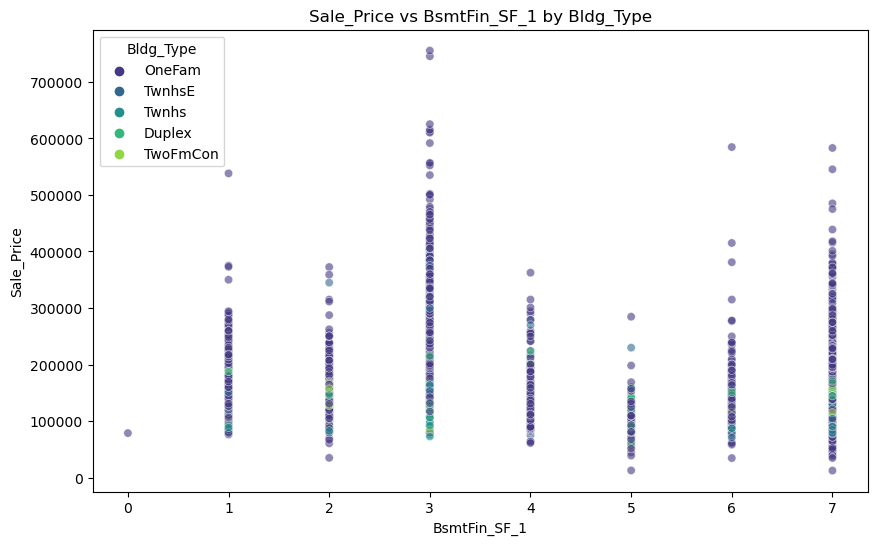 Sale_Price vs BsmtFin_SF_1 by Bldg_Type
Bldg_Type
OneFam
TwnhsE
Twnhs
Duplex
TwoFmCon
700000
600000
500000
400000
300000
200000
100000
0
Sale_Price
0 1 2 3 4 5 6 7
BsmtFin_SF_1